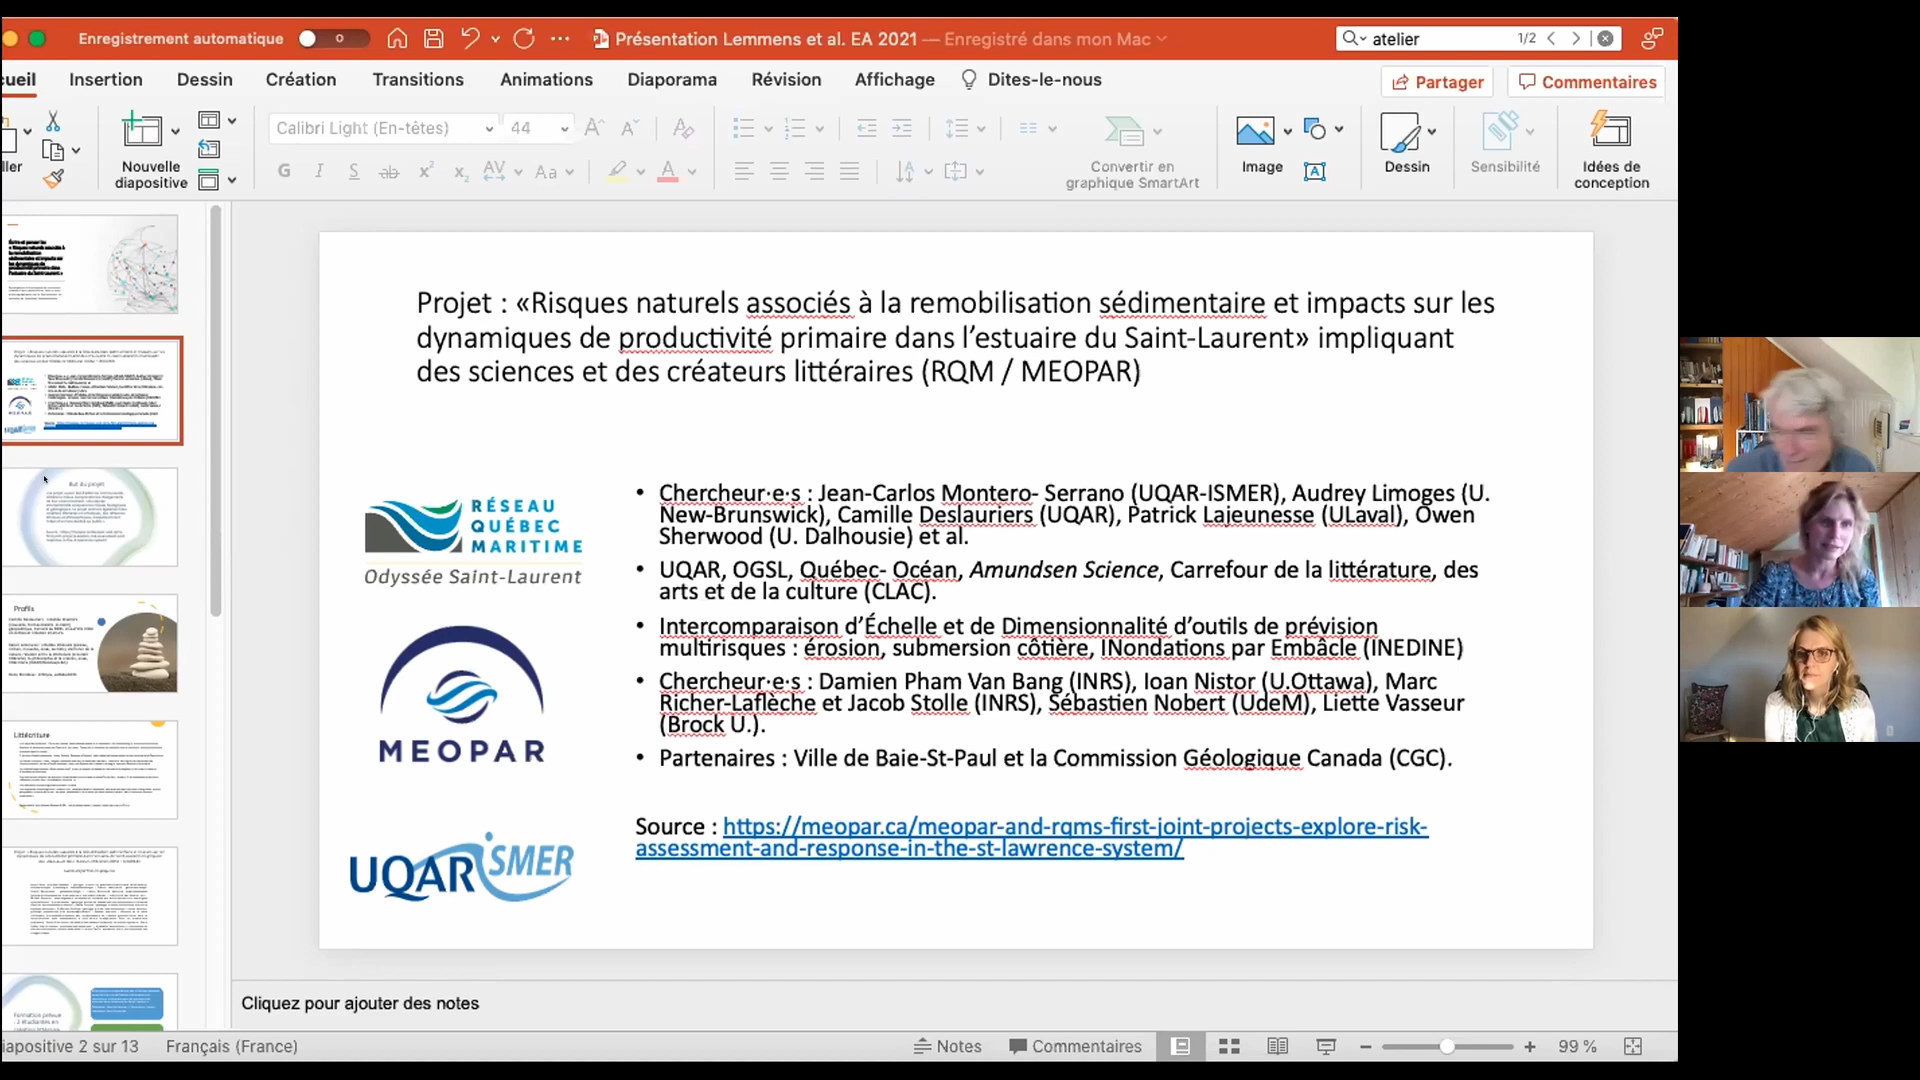 Enregistrement automatique
Présentation Lemmens et al. EA 2021 — Enregistré dans mon Mac
atelier
1/2
cueil
Insertion
Dessin
Création
Transitions
Animations
Diaporama
Révision
Affichage
Dites-le-nous
Partager
Commentaires
Calibri Light (En-têtes)
44
Nouvelle
diapositive
Convertir en
graphique SmartArt
Image
Dessin
Sensibilité
Idées de
conception
Projet : «Risques naturels associés à la remobilisation sédimentaire et impacts sur les
dynamiques de productivité primaire dans l’estuaire du Saint-Laurent» impliquant
des sciences et des créateurs littéraires (RQM / MEOPAR)
RÉSEAU
QUÉBEC
MARITIME
Odyssée Saint-Laurent
MEOPAR
UQAR ISMER
• Chercheur·e·s : Jean-Carlos Montero- Serrano (UQAR-ISMER), Audrey Limoges (U.
New-Brunswick), Camille Deslauriers (UQAR), Patrick Lajeunesse (ULaval), Owen
Sherwood (U. Dalhousie) et al.
• UQAR, OGSL, Québec- Océan, Amundsen Science, Carrefour de la littérature, des
arts et de la culture (CLAC).
• Intercomparaison d’Échelle et de Dimensionnalité d’outils de prévision
multirisques : érosion, submersion côtière, INondations par Embâcle (INEDINE)
• Chercheur·e·s : Damien Pham Van Bang (INRS), Ioan Nistor (U.Ottawa), Marc
Richer-Laflèche et Jacob Stolle (INRS), Sébastien Nobert (UdeM), Liette Vasseur
(Brock U.).
• Partenaires : Ville de Baie-St-Paul et la Commission Géologique Canada (CGC).
Source : https://meopar.ca/meopar-and-rqms-first-joint-projects-explore-risk-
assessment-and-response-in-the-st-lawrence-system/
But du projet
Profils
Littécriture
Cliquez pour ajouter des notes
iapositive 2 sur 13
Français (France)
Notes
Commentaires
99 %